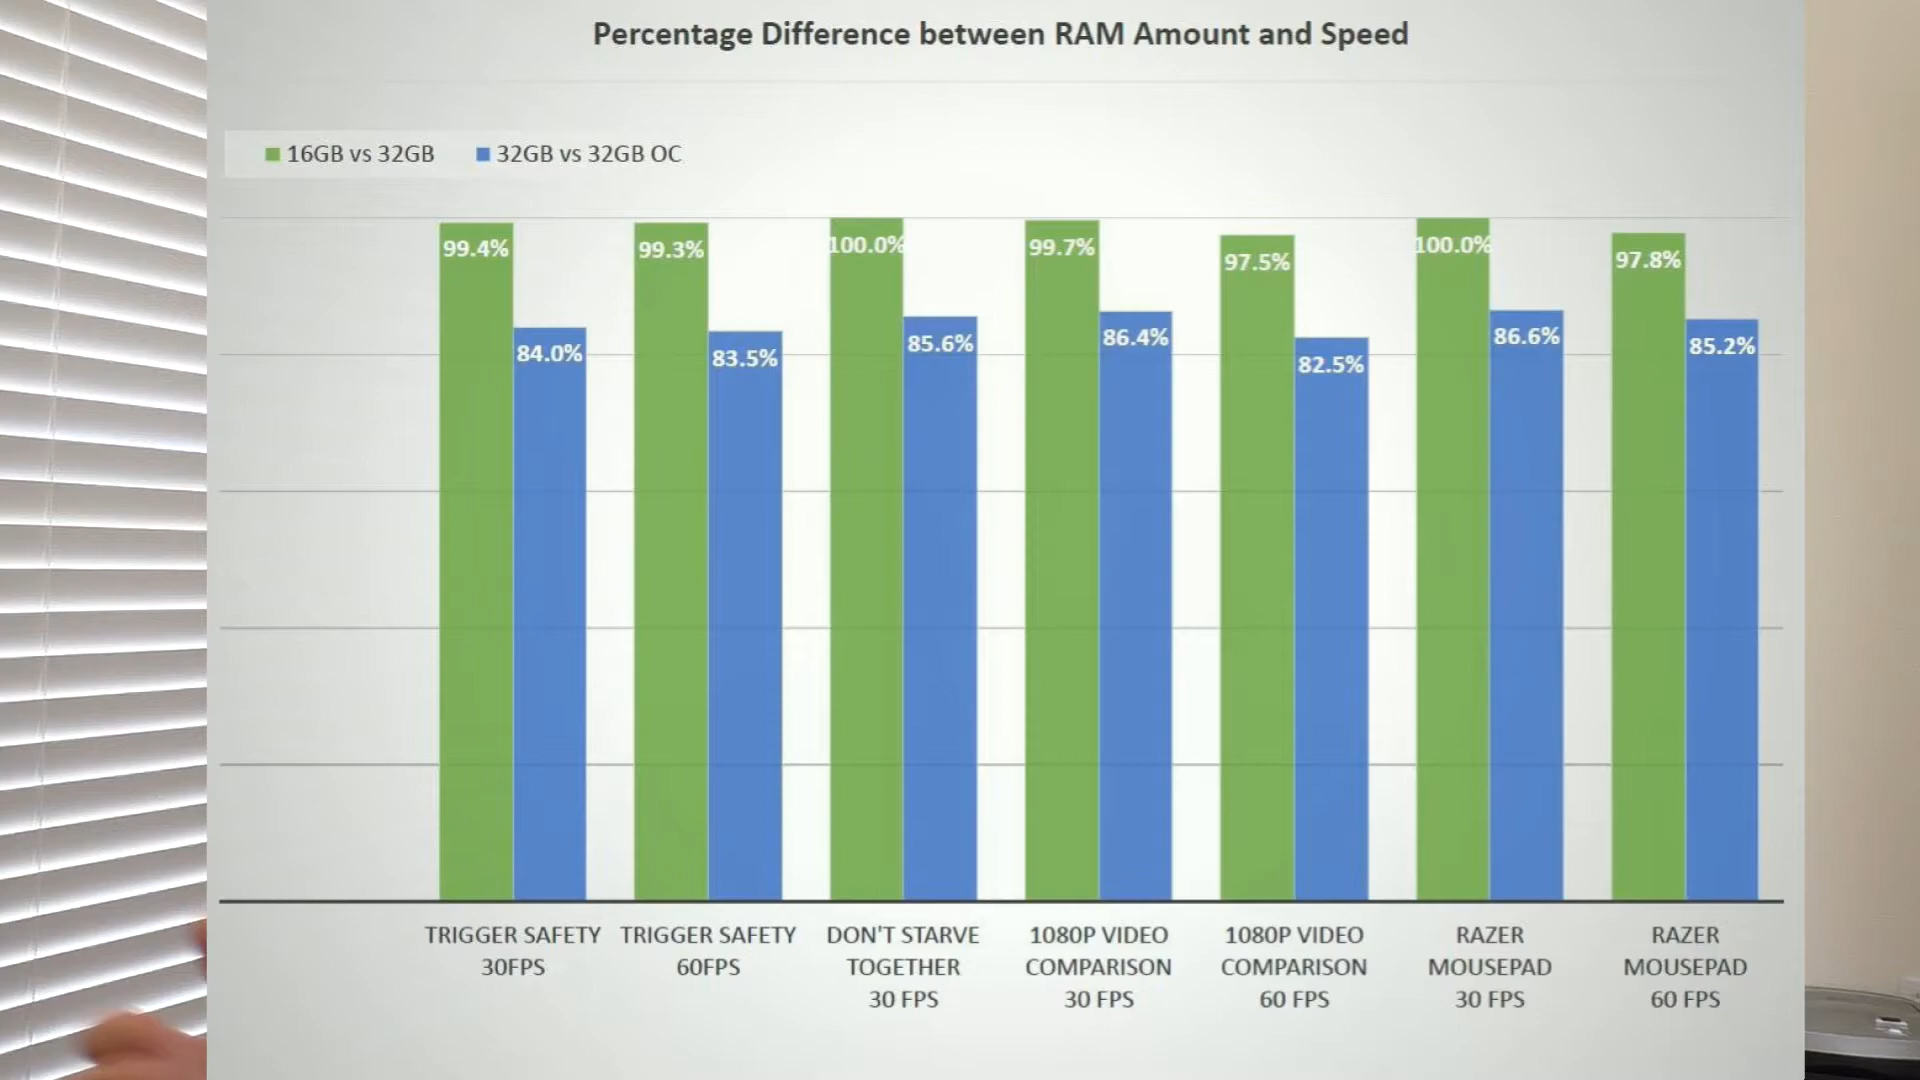 Percentage Difference between RAM Amount and Speed
16GB vs 32GB 32GB vs 32GB OC
99.4% 84.0% 99.3% 83.5% 100.0% 85.6% 99.7% 86.4% 97.5% 82.5% 100.0% 86.6% 97.8% 85.2%
TRIGGER SAFETY
30FPS
TRIGGER SAFETY
60FPS
DON'T STARVE
TOGETHER
30 FPS
1080P VIDEO
COMPARISON
30 FPS
1080P VIDEO
COMPARISON
60 FPS
RAZER
MOUSEPAD
30 FPS
RAZER
MOUSEPAD
60 FPS